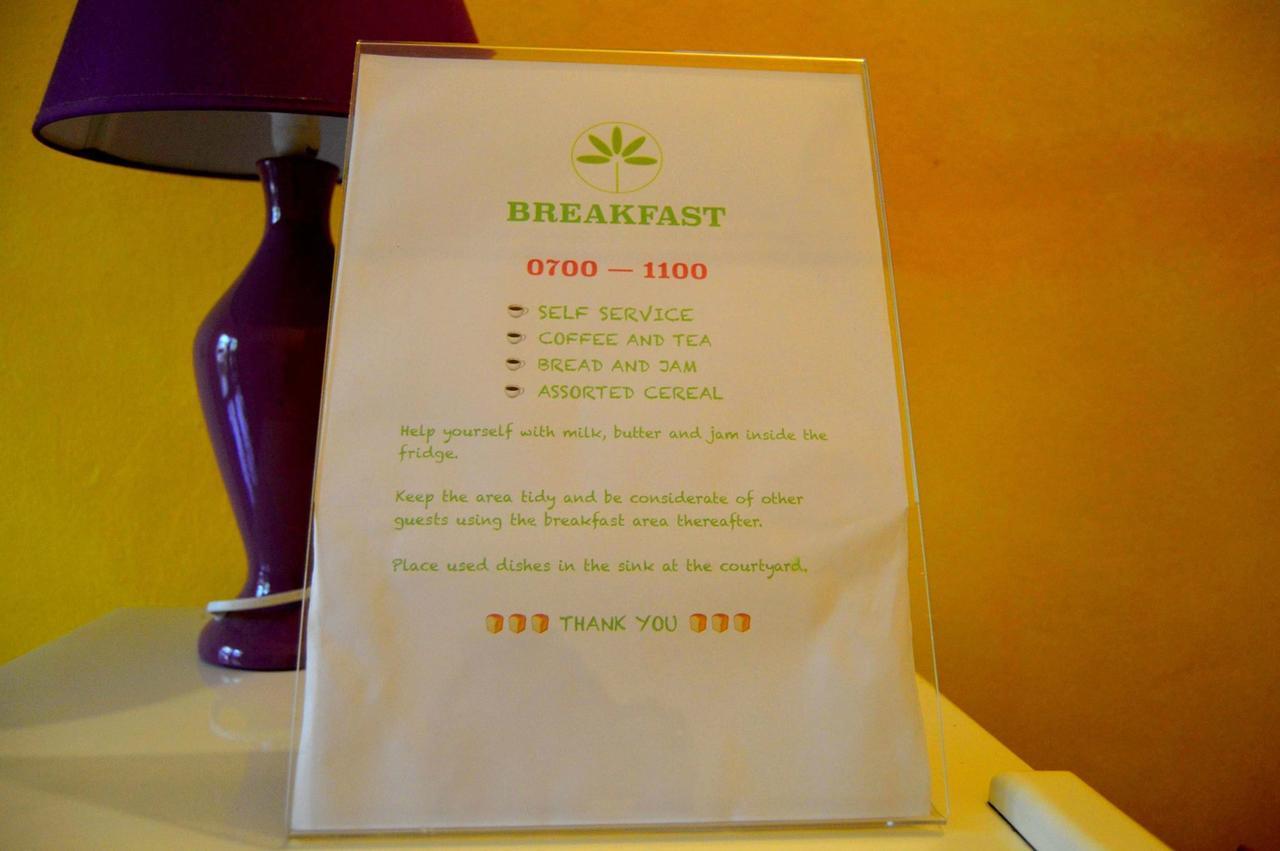 BREAKFAST
0700 — 1100
☕ SELF SERVICE
☕ COFFEE AND TEA
☕ BREAD AND JAM
☕ ASSORTED CEREAL
Help yourself with milk, butter and jam inside the
fridge.
Keep the area tidy and be considerate of other
guests using the breakfast area thereafter.
Place used dishes in the sink at the courtyard.
🍞🍞🍞 THANK YOU 🍞🍞🍞